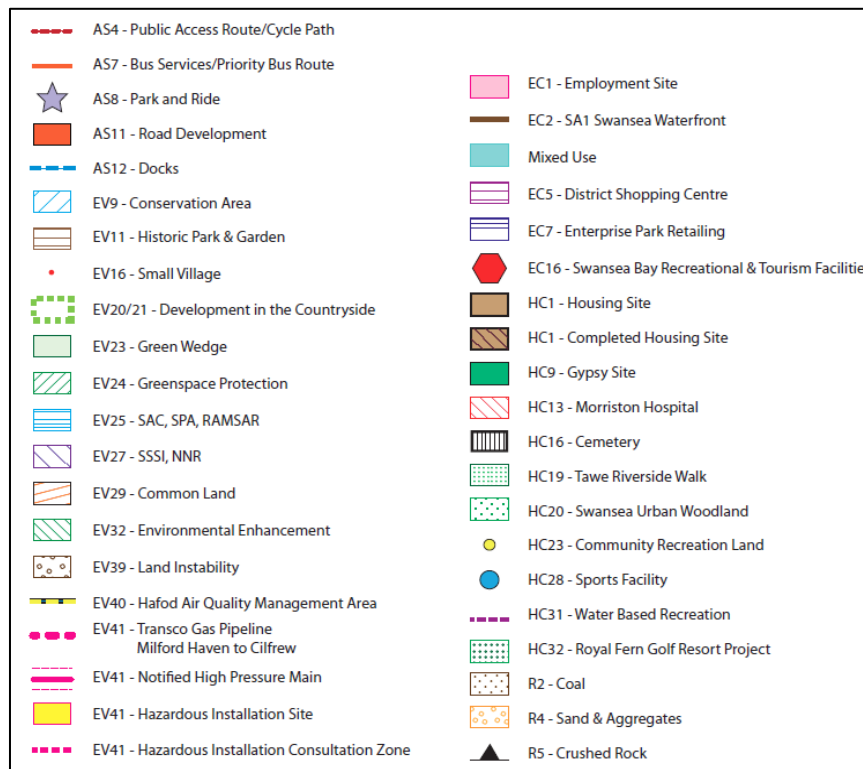 AS4 - Public Access Route/Cycle Path
AS7 - Bus Services/Priority Bus Route
AS8 - Park and Ride
AS11 - Road Development
AS12 - Docks
EV9 - Conservation Area
EV11 - Historic Park & Garden
EV16 - Small Village
EV20/21 - Development in the Countryside
EV23 - Green Wedge
EV24 - Greenspace Protection
EV25 - SAC, SPA, RAMSAR
EV27 - SSSI, NNR
EV29 - Common Land
EV32 - Environmental Enhancement
EV39 - Land Instability
EV40 - Hafod Air Quality Management Area
EV41 - Transco Gas Pipeline
Milford Haven to Cilfrew
EV41 - Notified High Pressure Main
EV41 - Hazardous Installation Site
EV41 - Hazardous Installation Consultation Zone
EC1 - Employment Site
EC2 - SA1 Swansea Waterfront
Mixed Use
EC5 - District Shopping Centre
EC7 - Enterprise Park Retailing
EC16 - Swansea Bay Recreational & Tourism Facilitie
HC1 - Housing Site
HC1 - Completed Housing Site
HC9 - Gypsy Site
HC13 - Morriston Hospital
HC16 - Cemetery
HC19 - Tawe Riverside Walk
HC20 - Swansea Urban Woodland
HC23 - Community Recreation Land
HC28 - Sports Facility
HC31 - Water Based Recreation
HC32 - Royal Fern Golf Resort Project
R2 - Coal
R4 - Sand & Aggregates
R5 - Crushed Rock